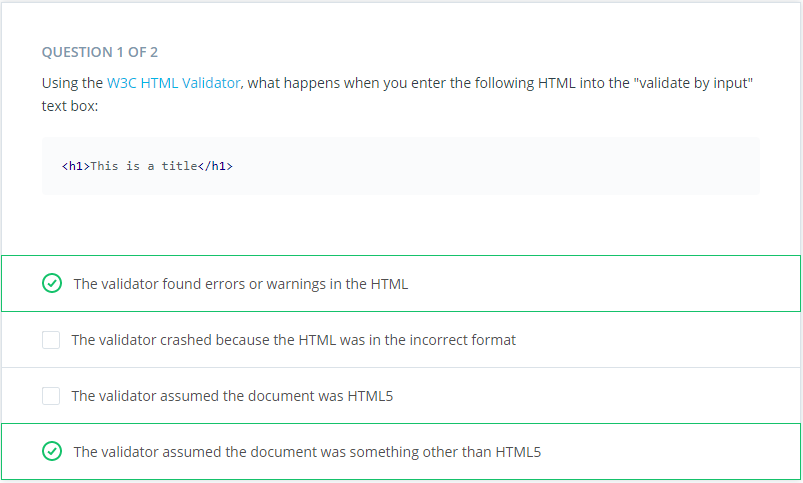 QUESTION 1 OF 2
Using the W3C HTML Validator, what happens when you enter the following HTML into the "validate by input"
text box:
<h1>This is a title</h1>
The validator found errors or warnings in the HTML
The validator crashed because the HTML was in the incorrect format
The validator assumed the document was HTML5
The validator assumed the document was something other than HTML5